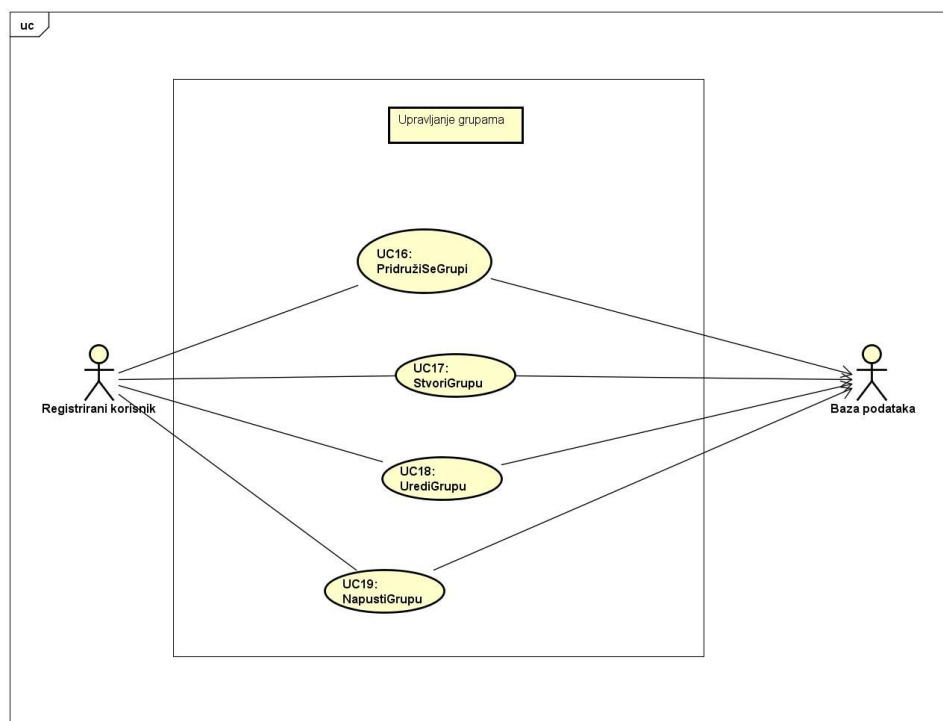 uc
Upravljanje grupama
UC16:
PridružiSeGrupi
UC17:
StvoriGrupu
Registrirani korisnik
Baza podataka
UC18:
UrediGrupu
UC19:
NapustiGrupu